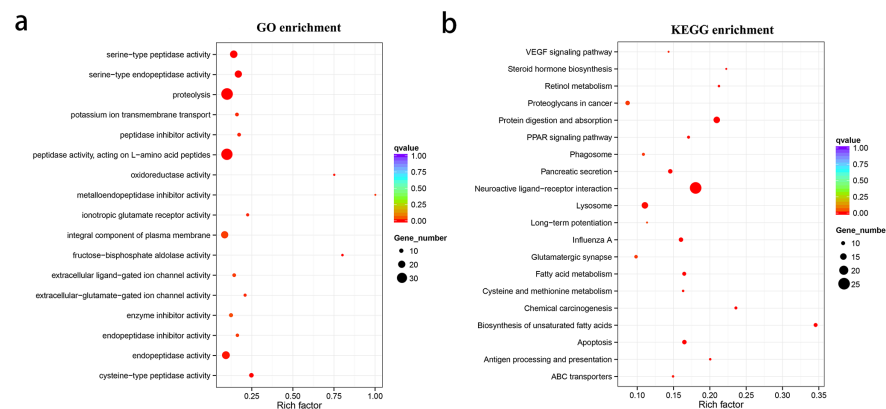 a
GO enrichment
serine-type peptidase activity
serine-type endopeptidase activity
proteolysis
potassium ion transmembrane transport
peptidase inhibitor activity
peptidase activity, acting on L-amino acid peptides
oxidoreductase activity
metalloendopeptidase inhibitor activity
ionotropic glutamate receptor activity
integral component of plasma membrane
fructose-bisphosphate aldolase activity
extracellular ligand-gated ion channel activity
extracellular-glutamate-gated ion channel activity
enzyme inhibitor activity
endopeptidase inhibitor activity
endopeptidase activity
cysteine-type peptidase activity
0.25 0.50 0.75 1.00
Rich factor
qvalue
1.00
0.75
0.50
0.25
0.00
Gene_number
10
20
30
b
KEGG enrichment
VEGF signaling pathway
Steroid hormone biosynthesis
Retinol metabolism
Proteoglycans in cancer
Protein digestion and absorption
PPAR signaling pathway
Phagosome
Pancreatic secretion
Neuroactive ligand-receptor interaction
Lysosome
Long-term potentiation
Influenza A
Glutamatergic synapse
Fatty acid metabolism
Cysteine and methionine metabolism
Chemical carcinogenesis
Biosynthesis of unsaturated fatty acids
Apoptosis
Antigen processing and presentation
ABC transporters
0.10 0.15 0.20 0.25 0.30 0.35
Rich factor
qvalue
1.00
0.75
0.50
0.25
0.00
Gene_number
10
15
20
25